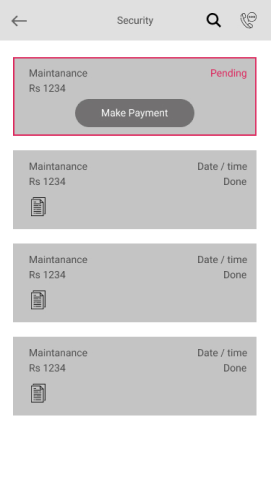 Security
Maintanance Pending
Rs 1234
Make Payment
Maintanance Date / time
Rs 1234 Done
Maintanance Date / time
Rs 1234 Done
Maintanance Date / time
Rs 1234 Done